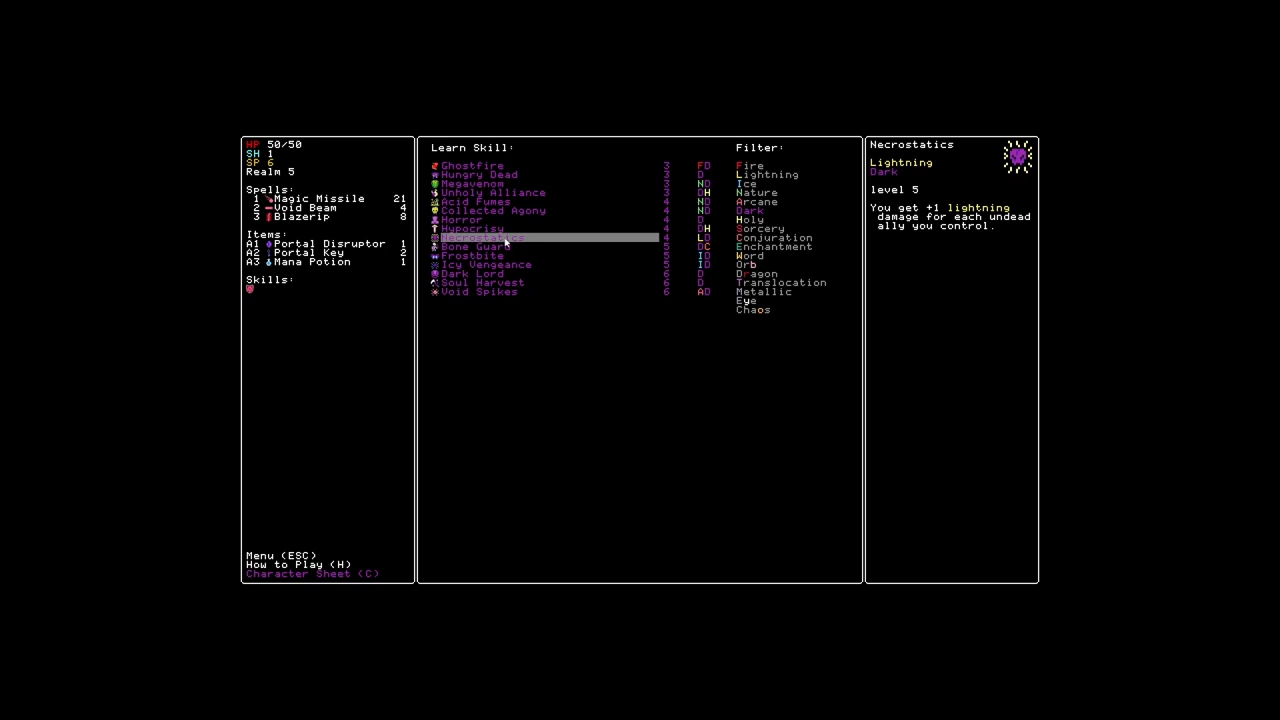 HP 50/50
SH 1
SP 6
Realm 5
Spells:
1 Magic Missile 21
2 Void Beam 4
3 Blazerip 8
Items:
A1 Portal Disruptor 1
A2 Portal Key 2
A3 Mana Potion 1
Skills:
Menu (ESC)
How to Play (H)
Character Sheet (C)
Learn Skill:
Ghostfire 3 FD
Hungry Dead 3 D
Megavenom 3 ND
Unholy Alliance 3 DH
Acid Fumes 4 ND
Collected Agony 4 ND
Horror 4 D
Hypocrisy 4 DH
Necrostatics 4 LD
Bone Guard 5 DC
Frostbite 5 ID
Icy Vengeance 5 ID
Dark Lord 6 D
Soul Harvest 6 D
Void Spikes 6 AD
Filter:
Fire
Lightning
Ice
Nature
Arcane
Dark
Holy
Sorcery
Conjuration
Enchantment
Word
Orb
Dragon
Translocation
Metallic
Eye
Chaos
Necrostatics
Lightning
Dark
level 5
You get +1 lightning
damage for each undead
ally you control.